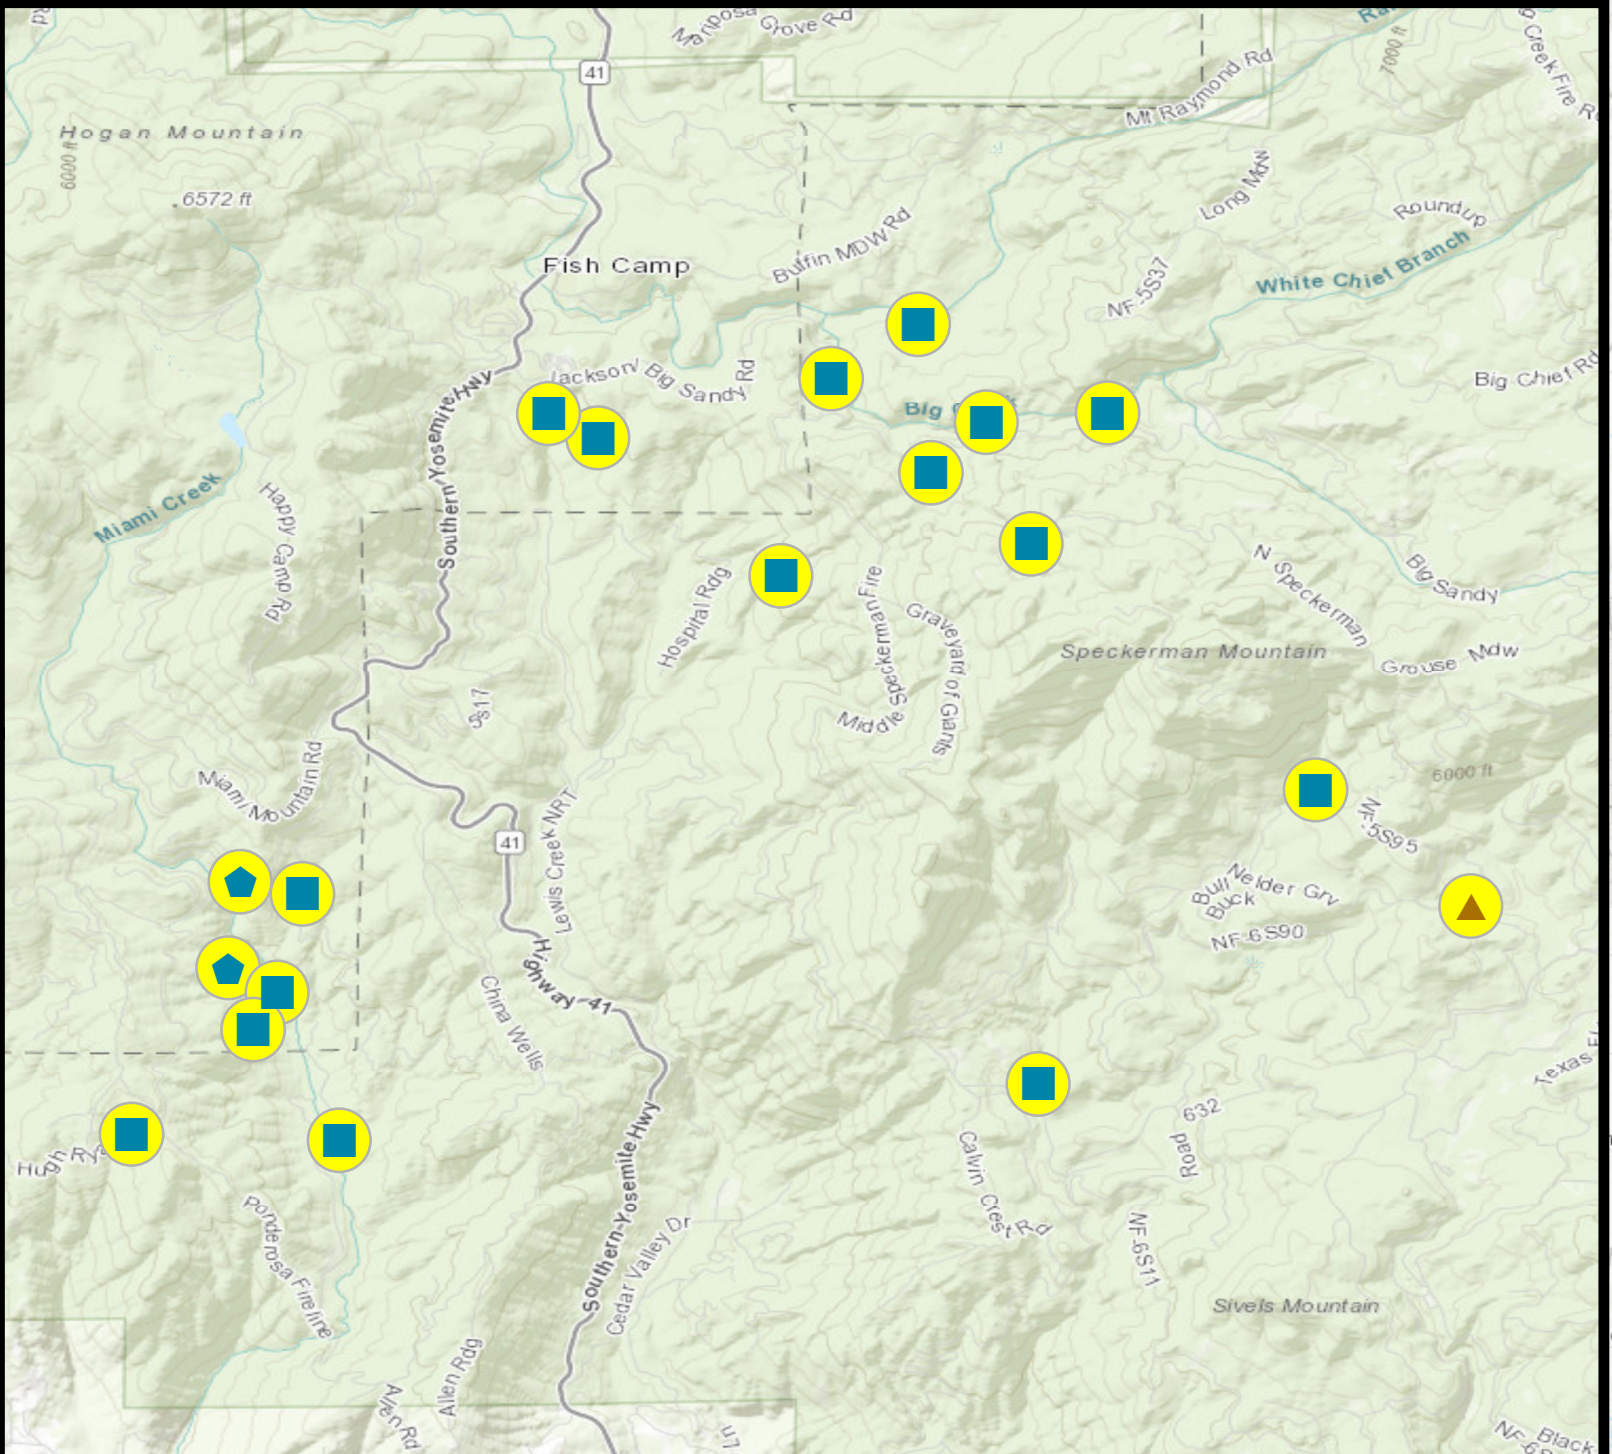 Mariposa
Grove Rd
41
Mt Raymond Rd
7000 ft
Hogan Mountain
6000 ft
6572 ft
Long Mdw
Roundup
White Chief Branch
Buffin MDW Rd
Fish Camp
NF-5S37
Jackson/ Big Sandy Rd
Big Chief Rd
Southern Yosemite Hwy
Big
Miami Creek
Happy Camp Rd
Hospital Rdg
Middle Speckerman Fire
Graveyard of Giants
N Speckerman
Big Sandy
Speckerman Mountain
Grouse Mdw
Miami Mountain Rd
6000 ft
NF-5S95
41
Lewis Creek NRT
Nelder Grv
Bull
Buck
NF-6S90
Highway 41
China Wells
Texas
632
Road
Hugh
Calvin Crest Rd
Southern Yosemite Hwy
Cedar Valley Dr
Ponderosa Fireline
NF-6S11
Sivels Mountain
Allen Rdg
Allen Rd
Black